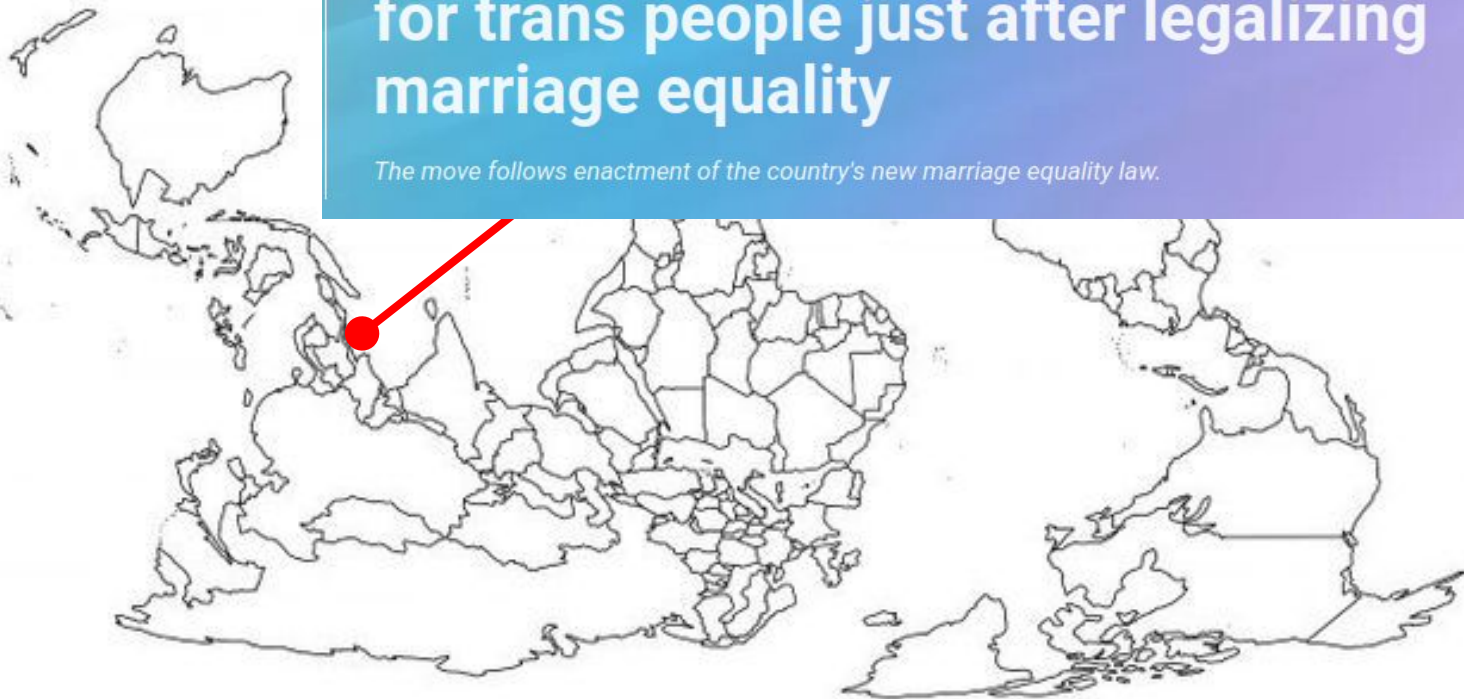 for trans people just after legalizing
marriage equality
The move follows enactment of the country's new marriage equality law.